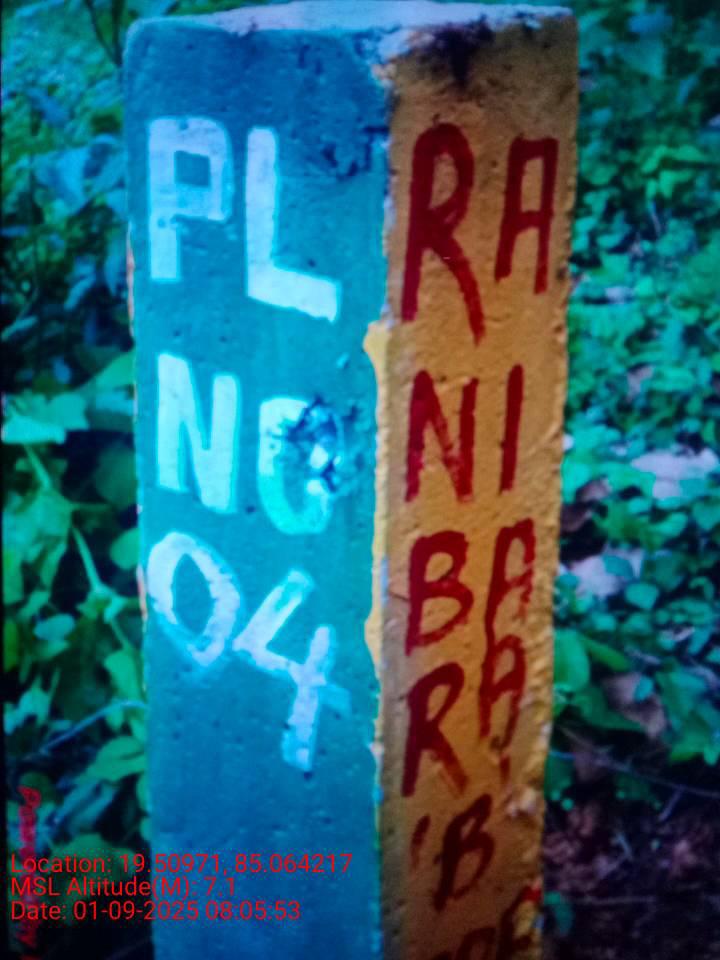 PL
NO
04
RA
NI
BA
RA
'B
Location: 19.50971, 85.064217
MSL Altitude(M): 7.1
Date: 01-09-2025 08:05:53